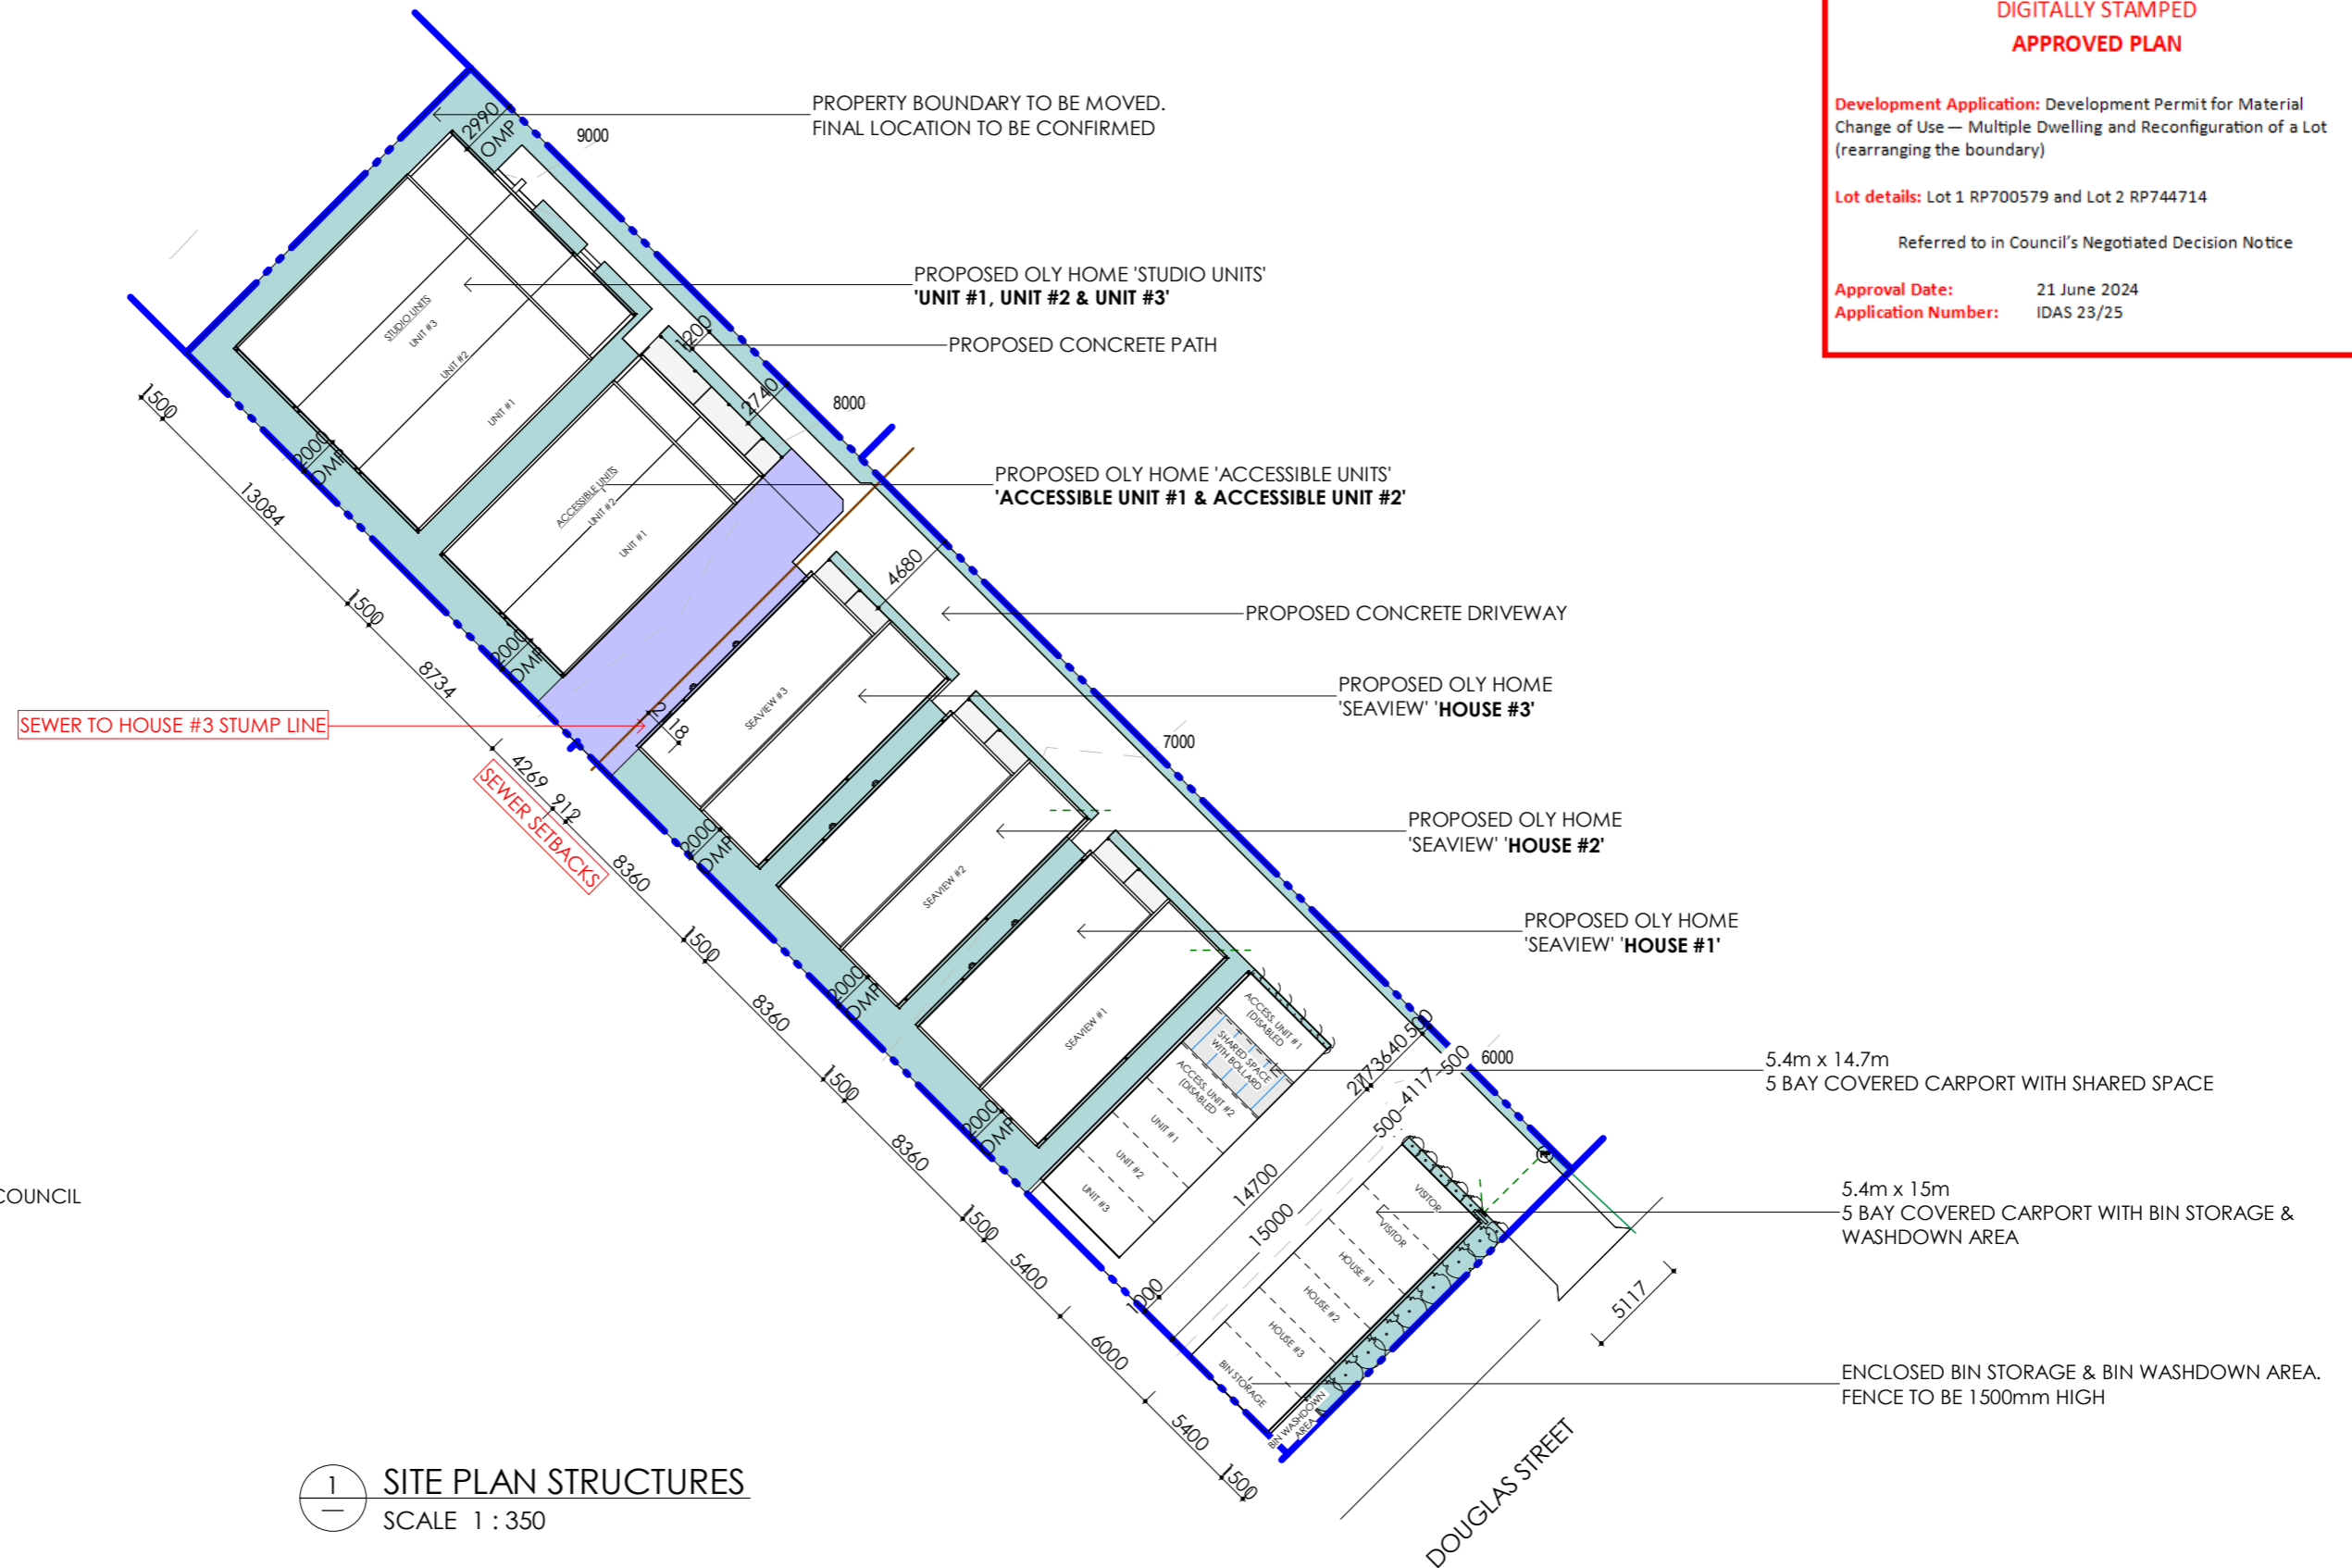 DIGITALLY STAMPED
APPROVED PLAN
Development Application: Development Permit for Material
Change of Use — Multiple Dwelling and Reconfiguration of a Lot
(rearranging the boundary)
Lot details: Lot 1 RP700579 and Lot 2 RP744714
Referred to in Council's Negotiated Decision Notice
Approval Date: 21 June 2024
Application Number: IDAS 23/25
PROPERTY BOUNDARY TO BE MOVED.
FINAL LOCATION TO BE CONFIRMED
2990
OMP
9000
PROPOSED OLY HOME 'STUDIO UNITS'
'UNIT #1, UNIT #2 & UNIT #3'
STUDIO UNITS
UNIT #3
UNIT #2
UNIT #1
PROPOSED CONCRETE PATH
1200
2740
8000
PROPOSED OLY HOME 'ACCESSIBLE UNITS'
'ACCESSIBLE UNIT #1 & ACCESSIBLE UNIT #2'
ACCESSIBLE UNITS
UNIT #2
UNIT #1
1500
2000
OMP
13084
1500
2000
OMP
8734
4680
PROPOSED CONCRETE DRIVEWAY
PROPOSED OLY HOME
'SEAVIEW' 'HOUSE #3'
SEAVIEW #3
SEWER TO HOUSE #3 STUMP LINE
4269
912
SEWER SETBACKS
7000
2000
OMP
8360
PROPOSED OLY HOME
'SEAVIEW' 'HOUSE #2'
SEAVIEW #2
1500
2000
OMP
8360
PROPOSED OLY HOME
'SEAVIEW' 'HOUSE #1'
SEAVIEW #1
1500
2000
OMP
8360
ACCESS. UNIT #1
(DISABLED
SHARED SPACE
WITH BOLLARD
ACCESS. UNIT #2
(DISABLED
UNIT #1
UNIT #2
UNIT #3
500
500-4117-500
6000
5.4m x 14.7m
5 BAY COVERED CARPORT WITH SHARED SPACE
14700
15000
1000
1500
5400
6000
5400
1500
VISITOR
VISITOR
HOUSE #1
HOUSE #2
HOUSE #3
BIN STORAGE
BIN WASHDOWN
AREA
5.4m x 15m
5 BAY COVERED CARPORT WITH BIN STORAGE &
WASHDOWN AREA
5117
ENCLOSED BIN STORAGE & BIN WASHDOWN AREA.
FENCE TO BE 1500mm HIGH
DOUGLAS STREET
COUNCIL
1
SITE PLAN STRUCTURES
SCALE 1 : 350